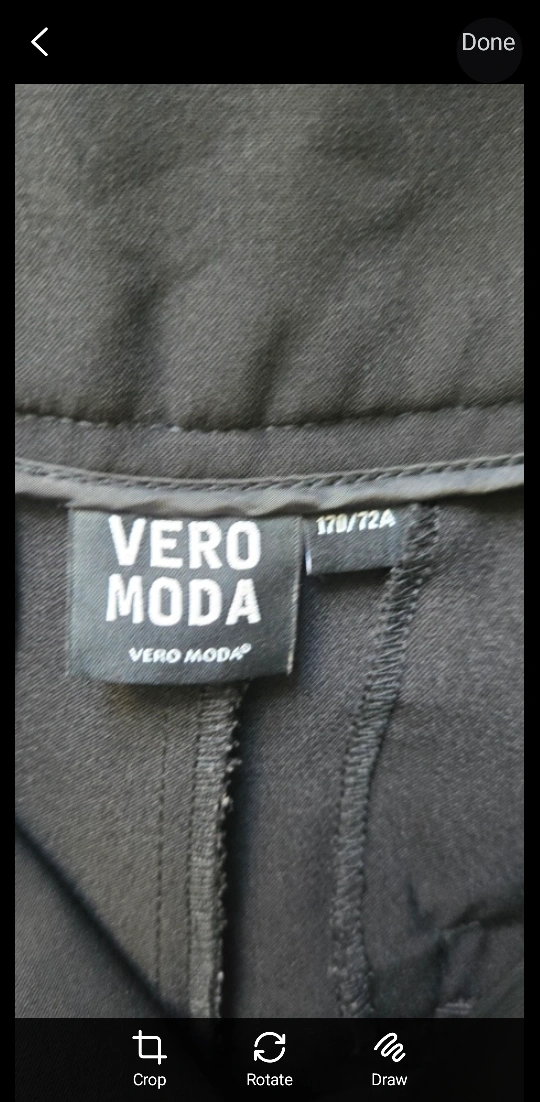 Done
VERO
MODA
VERO MODA®
170/72A
Crop
Rotate
Draw